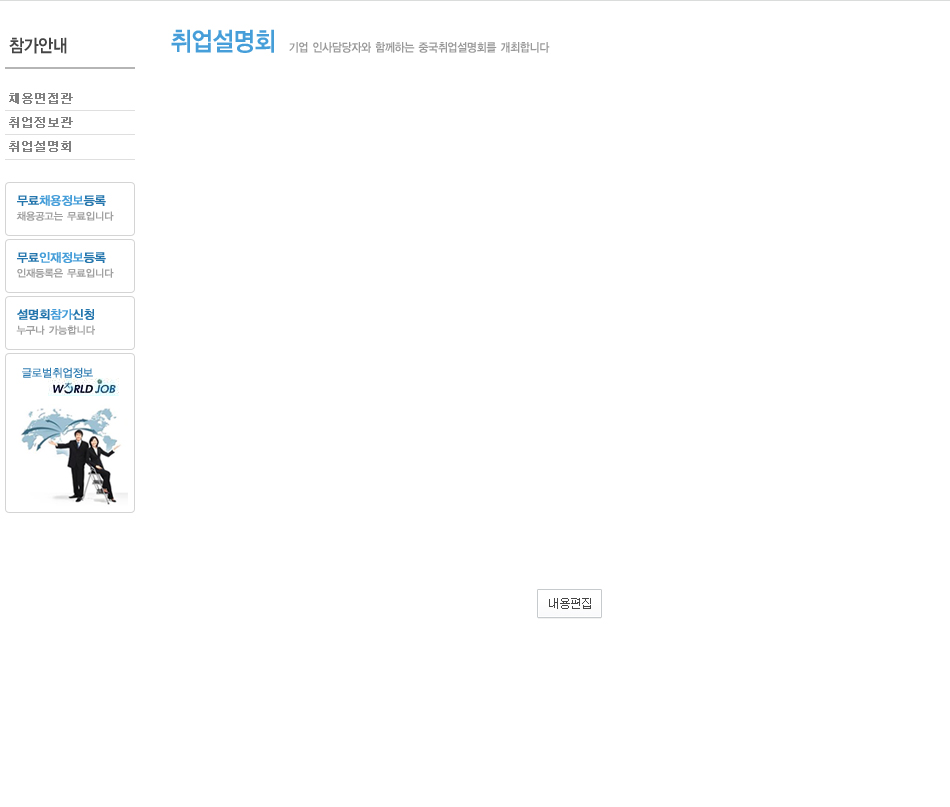 참가안내
채용면접관
취업정보관
취업설명회
무료채용정보등록
채용공고는 무료입니다
무료인재정보등록
인재등록은 무료입니다
설명회참가신청
누구나 가능합니다
글로벌취업정보
WORLD JOB
취업설명회 기업 인사담당자와 함께하는 중국취업설명회를 개최합니다
내용편집